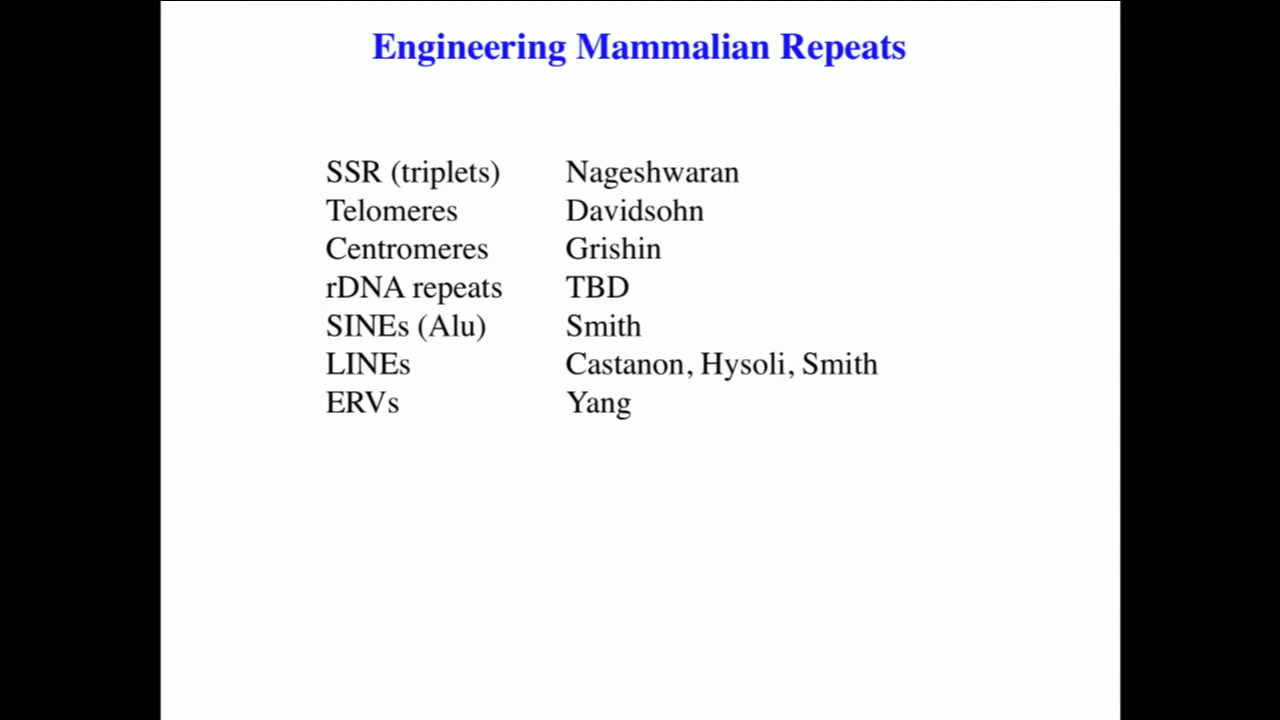 Engineering Mammalian Repeats
SSR (triplets) Nageshwaran
Telomeres Davidsohn
Centromeres Grishin
rDNA repeats TBD
SINEs (Alu) Smith
LINEs Castanon, Hysoli, Smith
ERVs Yang